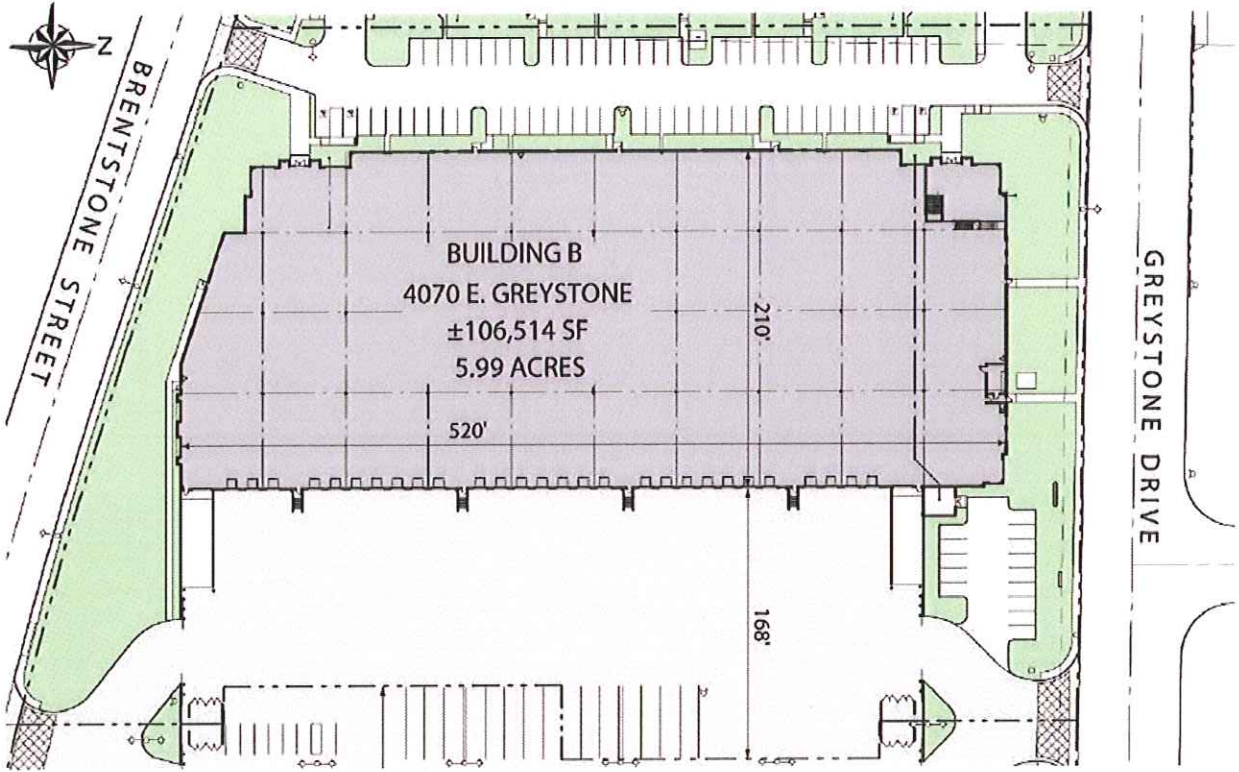 Z
BRENTSTONE STREET
BUILDING B
4070 E. GREYSTONE
±106,514 SF
5.99 ACRES
210'
520'
168'
GREYSTONE DRIVE